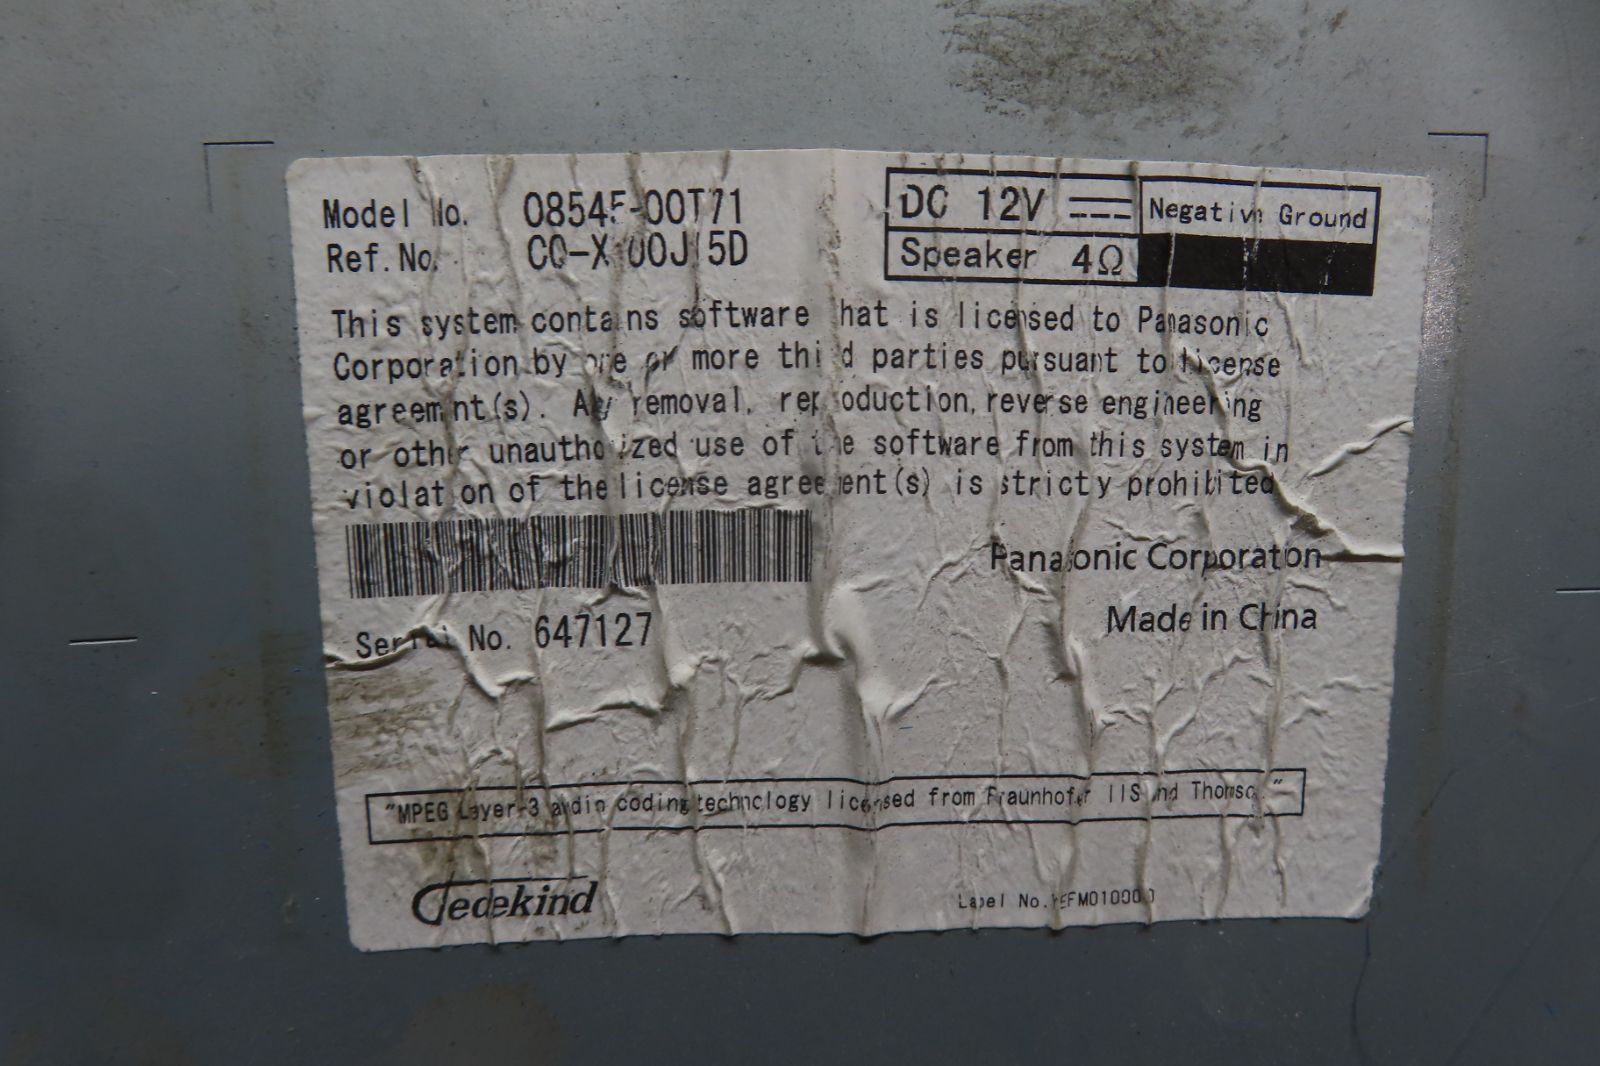 Model No. 08545-00T71
Ref. No.
DC 12V Negative Ground
Speaker 4Ω
This system contains software that is licensed to Panasonic
Corporation by one or more third parties pursuant to license
agreement(s). Any removal, reproduction, reverse engineering
or other unauthorized use of the software from this system in
violation of the license agreement(s) is stricty prohibited
Panasonic Corporation
Made in China
Serial No. 647127
"MPEG Layer-3 audio coding technology licensed from Fraunhofer IIS and Thomson."
Gedekind
Label No.